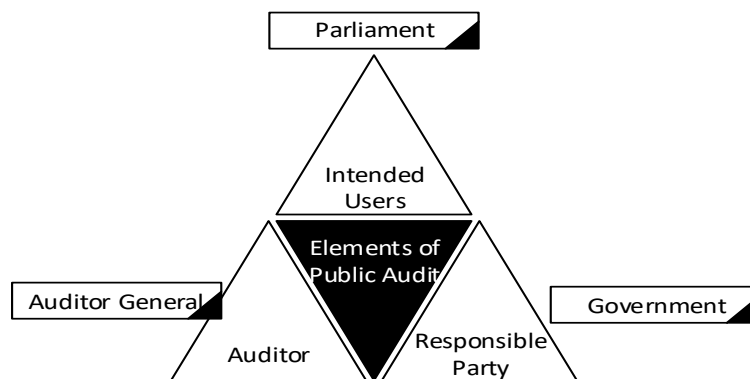 Parliament
Intended
Users
Elements of
Public Audit
Auditor General
Government
Auditor
Responsible
Party